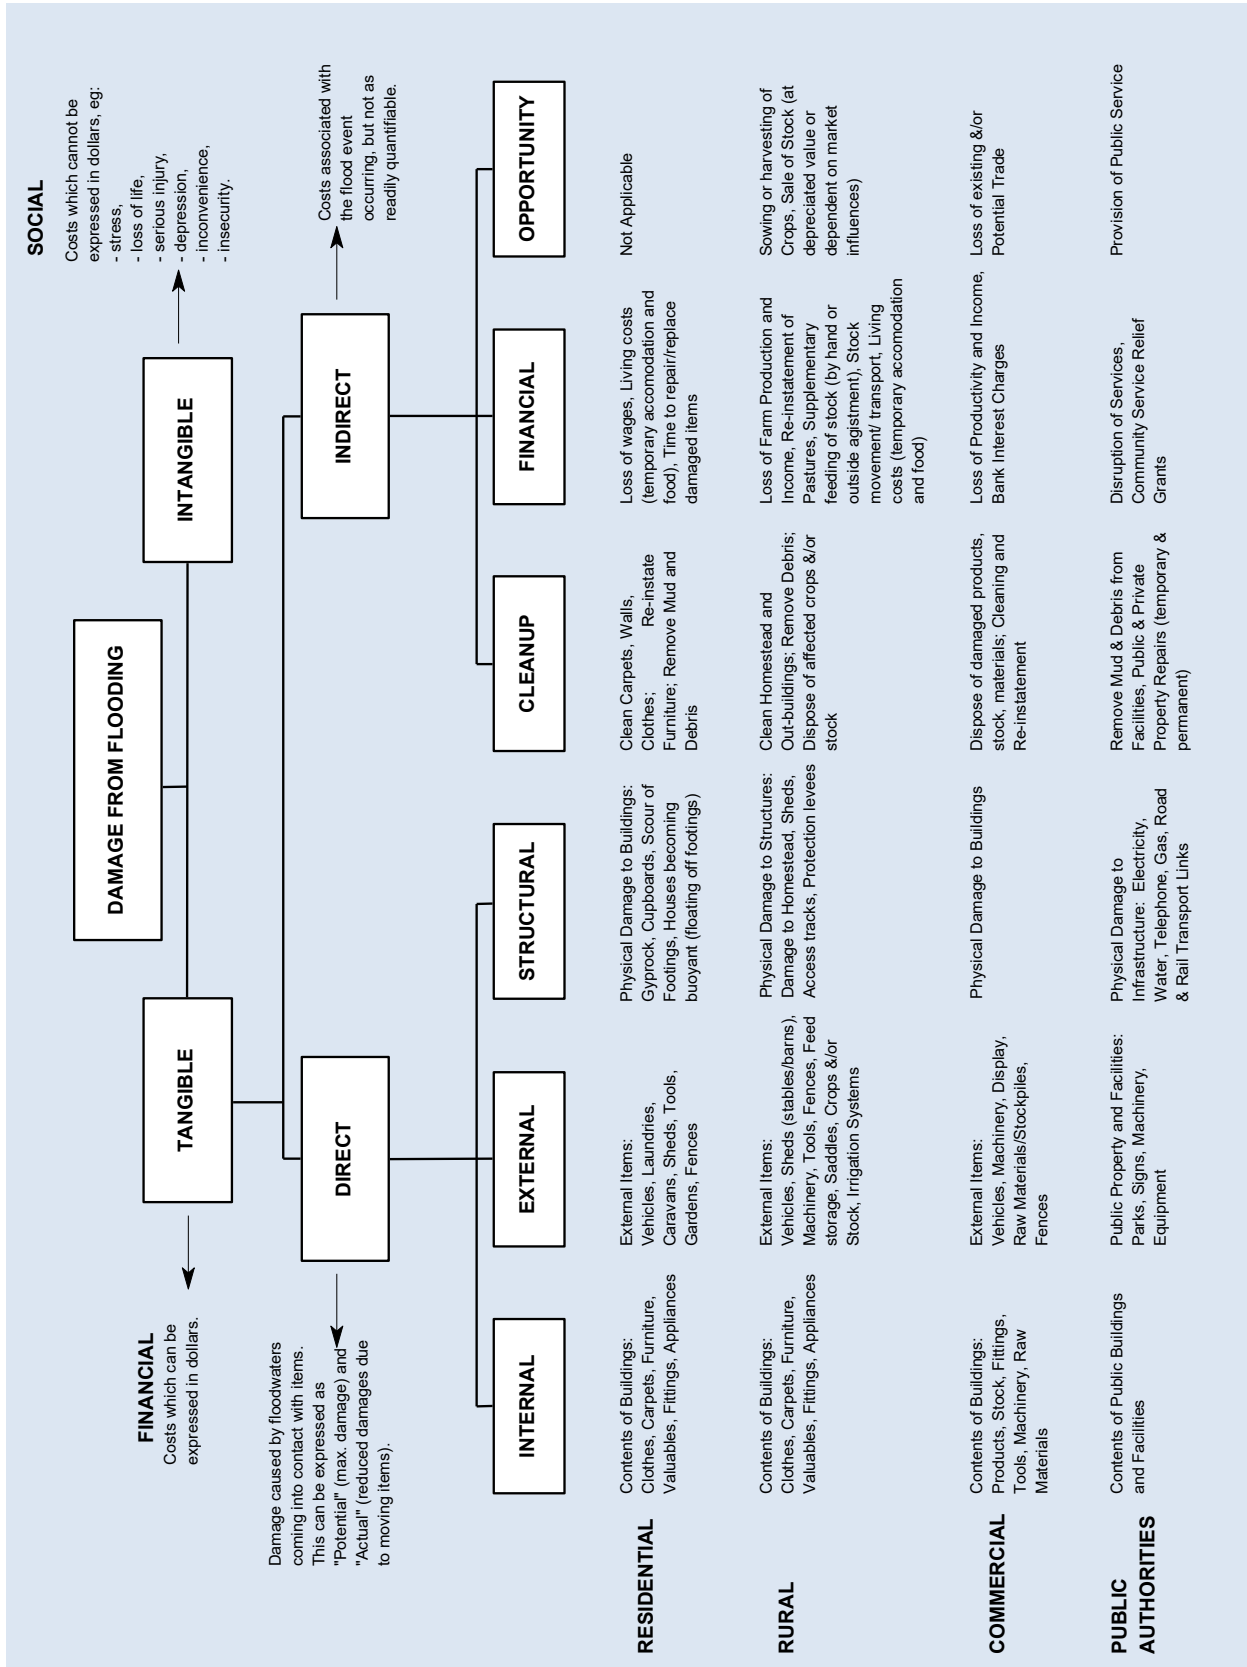 DAMAGE FROM FLOODING
FINANCIAL
Costs which can be
expressed in dollars.
TANGIBLE
INTANGIBLE
SOCIAL
Costs which cannot be
expressed in dollars, eg:
- stress,
- loss of life,
- serious injury,
- depression,
- inconvenience,
- insecurity.
Damage caused by floodwaters
coming into contact with items.
This can be expressed as
"Potential" (max. damage) and
"Actual" (reduced damages due
to moving items).
DIRECT
INDIRECT
Costs associated with
the flood event
occurring, but not as
readily quantifiable.
INTERNAL
EXTERNAL
STRUCTURAL
CLEANUP
FINANCIAL
OPPORTUNITY
RESIDENTIAL
Contents of Buildings:
Clothes, Carpets, Furniture,
Valuables, Fittings, Appliances
External Items:
Vehicles, Laundries,
Caravans, Sheds, Tools,
Gardens, Fences
Physical Damage to Buildings:
Gyprock, Cupboards, Scour of
Footings, Houses becoming
buoyant (floating off footings)
Clean Carpets, Walls,
Clothes; Re-instate
Furniture; Remove Mud and
Debris
Loss of wages, Living costs
(temporary accomodation and
food), Time to repair/replace
damaged items
Not Applicable
RURAL
Contents of Buildings:
Clothes, Carpets, Furniture,
Valuables, Fittings, Appliances
External Items:
Vehicles, Sheds (stables/barns),
Machinery, Tools, Fences, Feed
storage, Saddles, Crops &/or
Stock, Irrigation Systems
Physical Damage to Structures:
Damage to Homestead, Sheds,
Access tracks, Protection levees
Clean Homestead and
Out-buildings; Remove Debris;
Dispose of affected crops &/or
stock
Loss of Farm Production and
Income, Re-instatement of
Pastures, Supplementary
feeding of stock (by hand or
outside agistment), Stock
movement/ transport, Living
costs (temporary accomodation
and food)
Sowing or harvesting of
Crops, Sale of Stock (at
depreciated value or
dependent on market
influences)
COMMERCIAL
Contents of Buildings:
Products, Stock, Fittings,
Tools, Machinery, Raw
Materials
External Items:
Vehicles, Machinery, Display,
Raw Materials/Stockpiles,
Fences
Physical Damage to Buildings
Dispose of damaged products,
stock, materials; Cleaning and
Re-instatement
Loss of Productivity and Income,
Bank Interest Charges
Loss of existing &/or
Potential Trade
PUBLIC
AUTHORITIES
Contents of Public Buildings
and Facilities
Public Property and Facilities:
Parks, Signs, Machinery,
Equipment
Physical Damage to
Infrastructure: Electricity,
Water, Telephone, Gas, Road
& Rail Transport Links
Remove Mud & Debris from
Facilities, Public & Private
Property Repairs (temporary &
permanent)
Disruption of Services,
Community Service Relief
Grants
Provision of Public Service